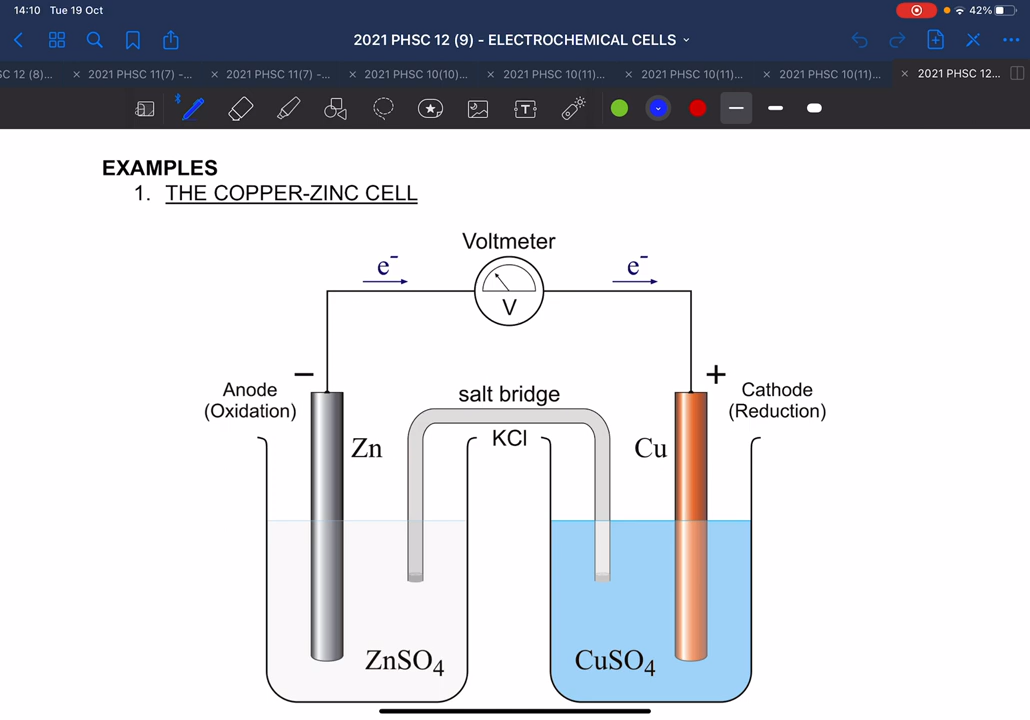 14:10 Tue 19 Oct
42%
2021 PHSC 12 (9) - ELECTROCHEMICAL CELLS
SC 12 (8)...
2021 PHSC 11(7) -...
2021 PHSC 11(7) -...
2021 PHSC 10(10)...
2021 PHSC 10(11)...
2021 PHSC 10(11)...
2021 PHSC 10(11)...
2021 PHSC 12...
T
EXAMPLES
1. THE COPPER-ZINC CELL
Voltmeter
e⁻
e⁻
V
− +
Anode
(Oxidation)
salt bridge
Cathode
(Reduction)
KCl
Zn
Cu
ZnSO₄
CuSO₄